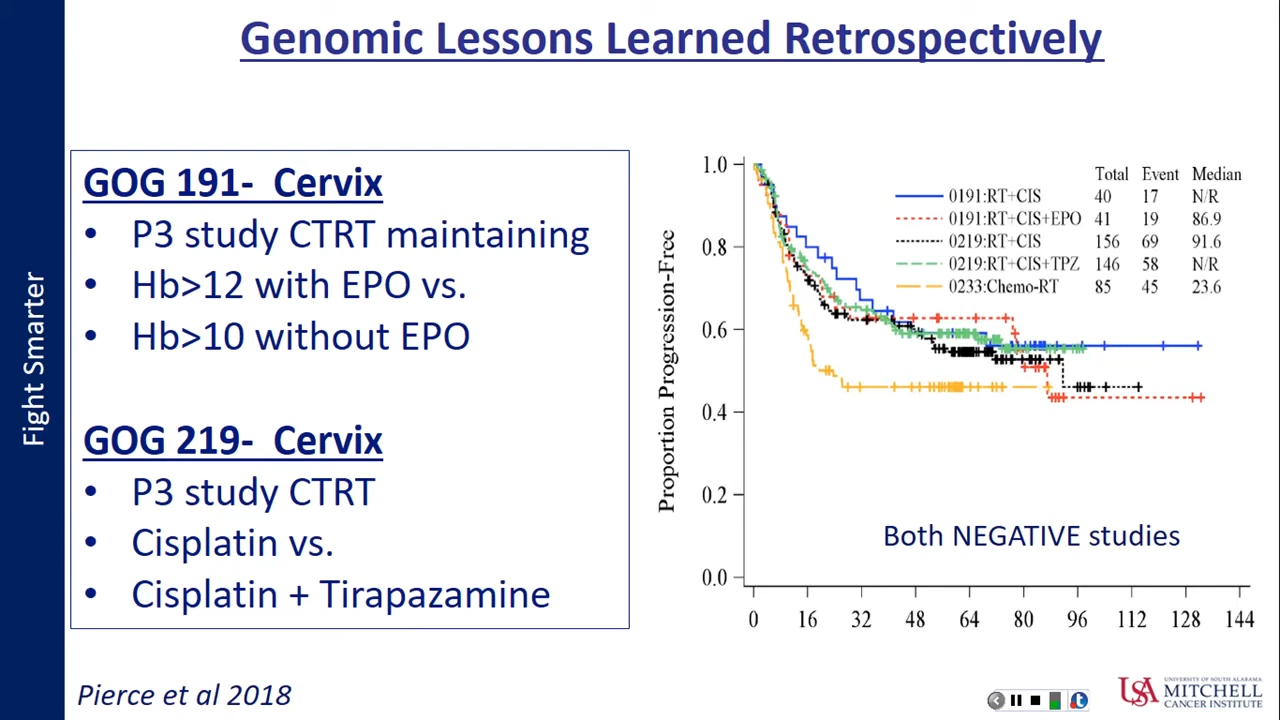 Genomic Lessons Learned Retrospectively
Fight Smarter
GOG 191-  Cervix
• P3 study CTRT maintaining
• Hb>12 with EPO vs.
• Hb>10 without EPO
GOG 219-  Cervix
• P3 study CTRT
• Cisplatin vs.
• Cisplatin + Tirapazamine
Proportion Progression-Free
1.0
0.8
0.6
0.4
0.2
0.0
Total Event Median
0191:RT+CIS 40 17 N/R
0191:RT+CIS+EPO 41 19 86.9
0219:RT+CIS 156 69 91.6
0219:RT+CIS+TPZ 146 58 N/R
0233:Chemo-RT 85 45 23.6
Both NEGATIVE studies
0 16 32 48 64 80 96 112 128 144
Pierce et al 2018
USA
UNIVERSITY OF SOUTH ALABAMA
MITCHELL
CANCER INSTITUTE